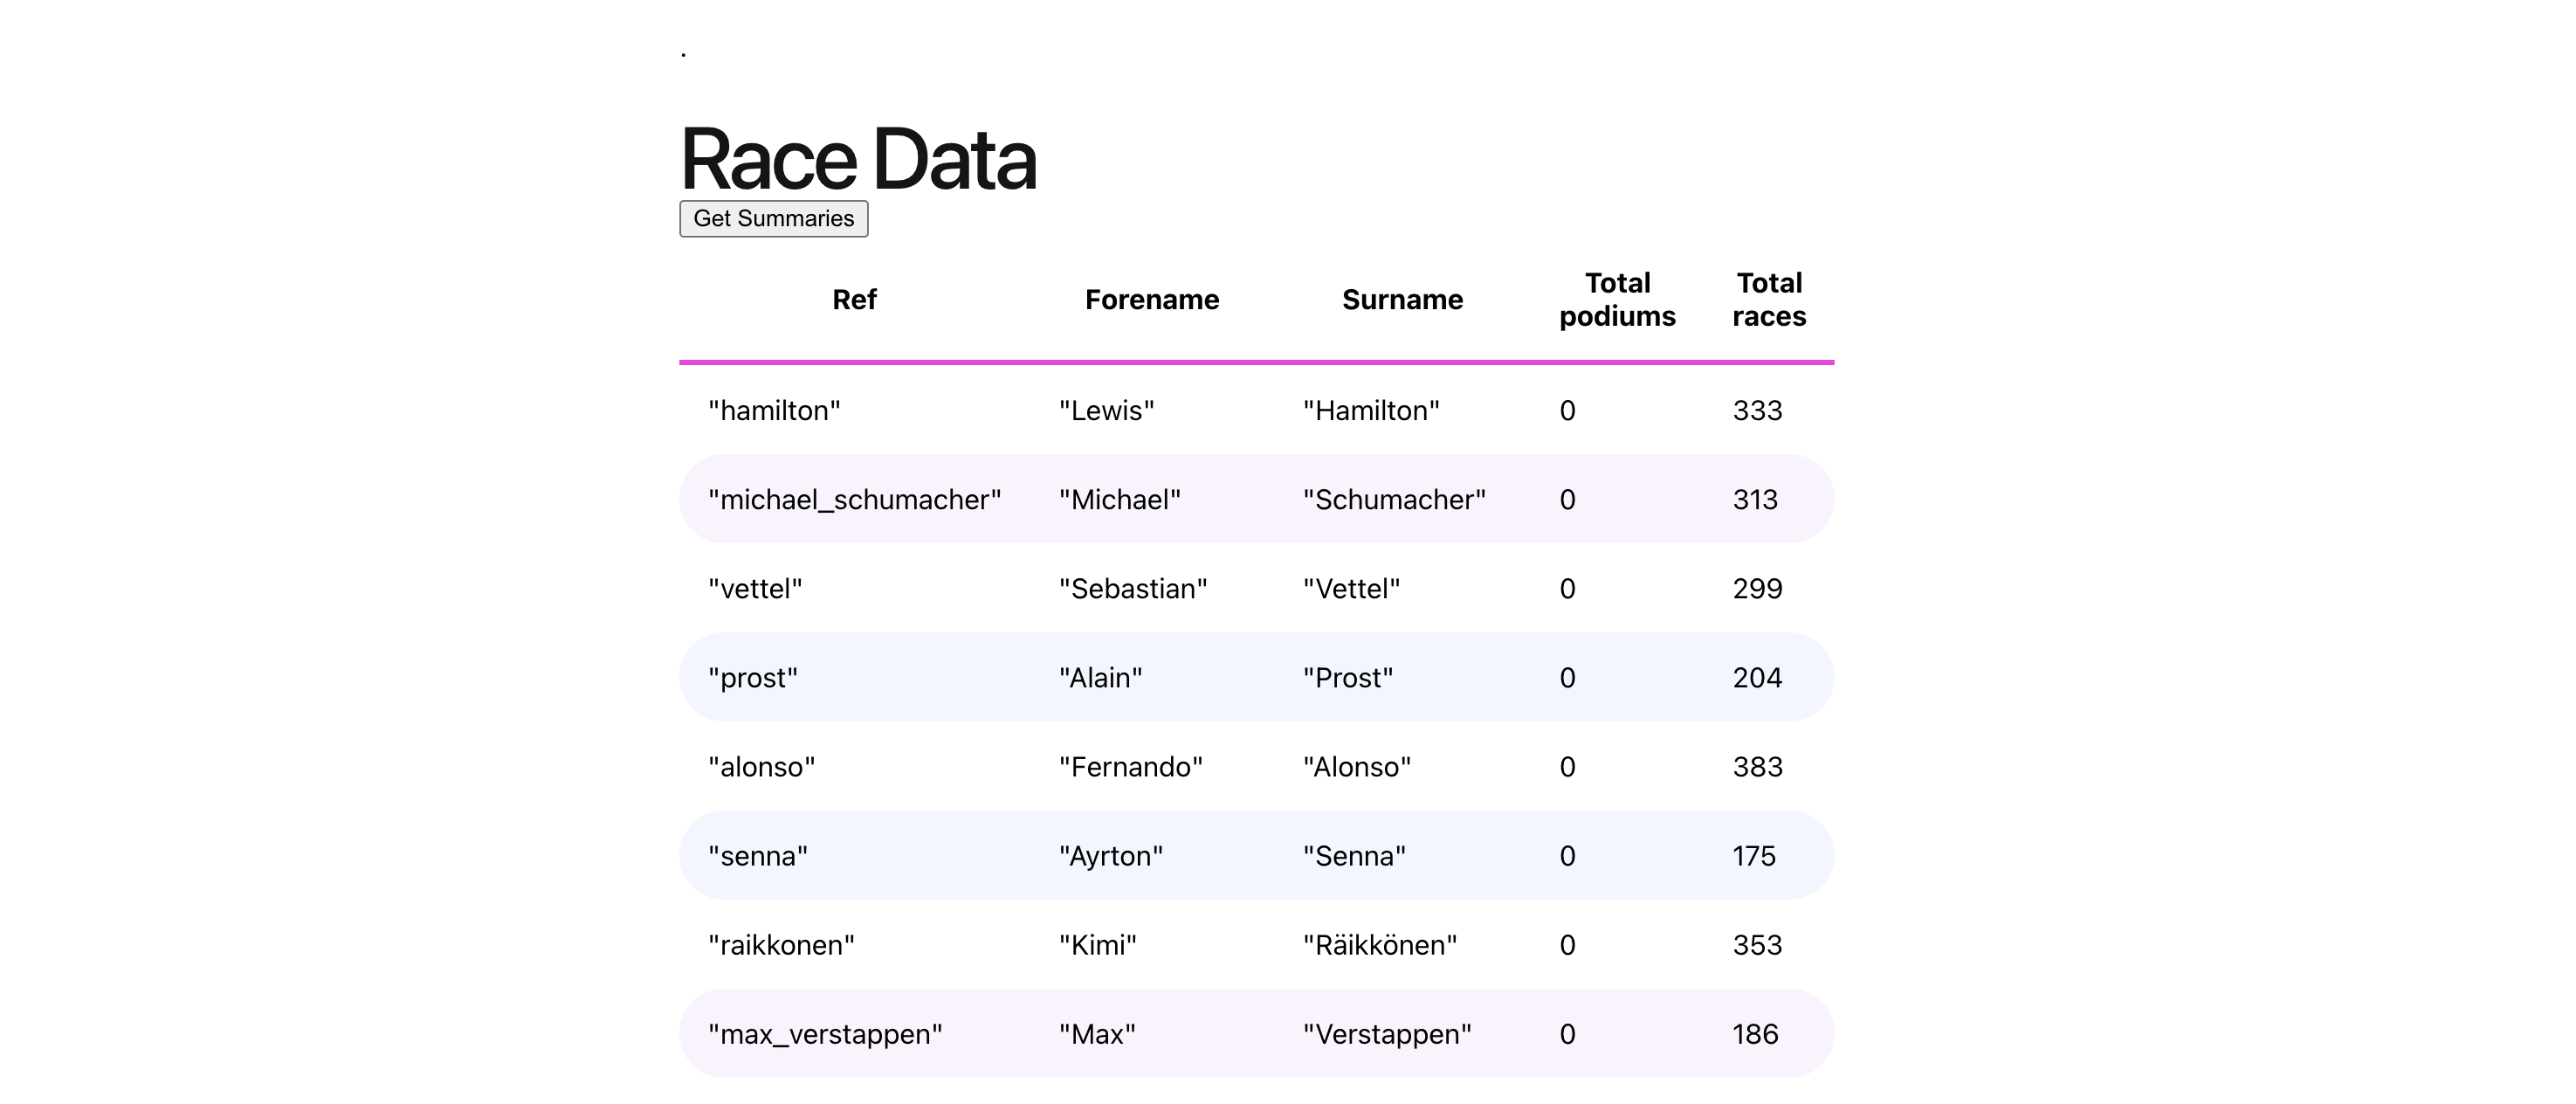 .
Race Data
Get Summaries
Ref Forename Surname Total podiums Total races
"hamilton" "Lewis" "Hamilton" 0 333
"michael_schumacher" "Michael" "Schumacher" 0 313
"vettel" "Sebastian" "Vettel" 0 299
"prost" "Alain" "Prost" 0 204
"alonso" "Fernando" "Alonso" 0 383
"senna" "Ayrton" "Senna" 0 175
"raikkonen" "Kimi" "Räikkönen" 0 353
"max_verstappen" "Max" "Verstappen" 0 186